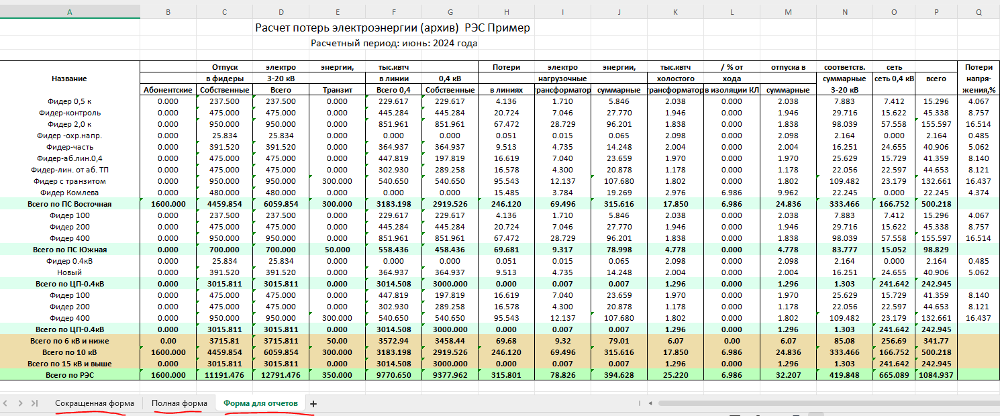 A B C D E F G H I J K L M N O P Q
Расчет потерь электроэнергии (архив) РЭС Пример
Расчетный период: июнь: 2024 года
Отпуск электро энергии, тыс.квтч Потери электро энергии, тыс.квтч / % от отпуска в соответств. сеть Потери
Название в фидеры 3-20 кВ в линии 0,4 кВ нагрузочные холостого хода суммарные сеть 0,4 кВ всего напря-
Абонентские Собственные Всего Транзит Всего 0,4 Собственные в линиях трансформатор суммарные трансформатор в изоляции КЛ суммарные 3-20 кВ жения,%
Фидер 0,5 к 0.000 237.500 237.500 0.000 229.617 229.617 4.136 1.710 5.846 2.038 0.000 2.038 7.883 7.412 15.296 4.067
Фидер-контроль 0.000 475.000 475.000 0.000 445.284 445.284 20.724 7.046 27.770 1.946 0.000 1.946 29.716 15.622 45.338 8.757
Фидер 2,0 к 0.000 950.000 950.000 0.000 851.961 851.961 67.472 28.729 96.201 1.838 0.000 1.838 98.039 57.558 155.597 16.514
Фидер -охр.напр. 0.000 25.834 25.834 0.000 0.000 0.000 0.051 0.015 0.065 2.098 0.000 2.098 2.164 0.000 2.164 0.485
Фидер-часть 0.000 391.520 391.520 0.000 364.937 364.937 9.513 4.735 14.248 2.004 0.000 2.004 16.251 24.655 40.906 5.062
Фидер-аб.лин.0,4 0.000 475.000 475.000 0.000 447.819 197.819 16.619 7.040 23.659 1.970 0.000 1.970 25.629 15.729 41.359 8.140
Фидер-лин. от аб. ТП 0.000 475.000 475.000 0.000 302.930 289.258 16.578 4.300 20.878 1.178 0.000 1.178 22.056 22.597 44.653 8.121
Фидер с транзитом 0.000 950.000 950.000 300.000 540.650 540.650 95.543 12.137 107.680 1.802 0.000 1.802 109.482 23.179 132.661 16.437
Фидер Комлева 0.000 480.000 480.000 0.000 0.000 0.000 15.485 3.784 19.269 2.976 6.986 9.962 22.245 0.000 22.245 4.374
Всего по ПС Восточная 1600.000 4459.854 6059.854 300.000 3183.198 2919.526 246.120 69.496 315.616 17.850 6.986 24.836 333.466 166.752 500.218
Фидер 100 0.000 237.500 237.500 0.000 229.617 229.617 4.136 1.710 5.846 2.038 0.000 2.038 7.883 7.412 15.296 4.067
Фидер 200 0.000 475.000 475.000 0.000 445.284 445.284 20.724 7.046 27.770 1.946 0.000 1.946 29.716 15.622 45.338 8.757
Фидер 400 0.000 950.000 950.000 0.000 851.961 851.961 67.472 28.729 96.201 1.838 0.000 1.838 98.039 57.558 155.597 16.514
Всего по ПС Южная 0.000 700.000 700.000 50.000 558.436 458.436 69.681 9.317 78.998 4.778 0.000 4.778 83.777 15.052 98.829
Фидер 0.4кВ 0.000 25.834 25.834 0.000 0.000 0.000 0.051 0.015 0.065 2.098 0.000 2.098 2.164 0.000 2.164 0.485
Новый 0.000 391.520 391.520 0.000 364.937 364.937 9.513 4.735 14.248 2.004 0.000 2.004 16.251 24.655 40.906 5.062
Всего по ЦП-0.4кВ 0.000 3015.811 3015.811 0.000 3014.508 3000.000 0.000 0.007 0.007 1.296 0.000 1.296 1.303 241.642 242.945
Фидер 100 0.000 475.000 475.000 0.000 447.819 197.819 16.619 7.040 23.659 1.970 0.000 1.970 25.629 15.729 41.359 8.140
Фидер 200 0.000 475.000 475.000 0.000 302.930 289.258 16.578 4.300 20.878 1.178 0.000 1.178 22.056 22.597 44.653 8.121
Фидер 400 0.000 950.000 950.000 300.000 540.650 540.650 95.543 12.137 107.680 1.802 0.000 1.802 109.482 23.179 132.661 16.437
Всего по ЦП-0.4кВ 0.000 3015.811 3015.811 0.000 3014.508 3000.000 0.000 0.007 0.007 1.296 0.000 1.296 1.303 241.642 242.945
Всего по 6 кВ и ниже 0.00 3715.81 3715.811 50.00 3572.94 3458.44 69.68 9.32 79.01 6.07 0.00 6.07 85.08 256.69 341.77
Всего по 10 кВ 1600.000 4459.854 6059.854 300.000 3183.198 2919.526 246.120 69.496 315.616 17.850 6.986 24.836 333.466 166.752 500.218
Всего по 15 кВ и выше 0.000 3015.811 3015.811 0.000 3014.508 3000.000 0.000 0.007 0.007 1.296 0.000 1.296 1.303 241.642 242.945
Всего по РЭС 1600.000 11191.476 12791.476 350.000 9770.650 9377.962 315.801 78.826 394.628 25.220 6.986 32.207 419.848 665.089 1084.937
Сокращенная форма Полная форма Форма для отчетов